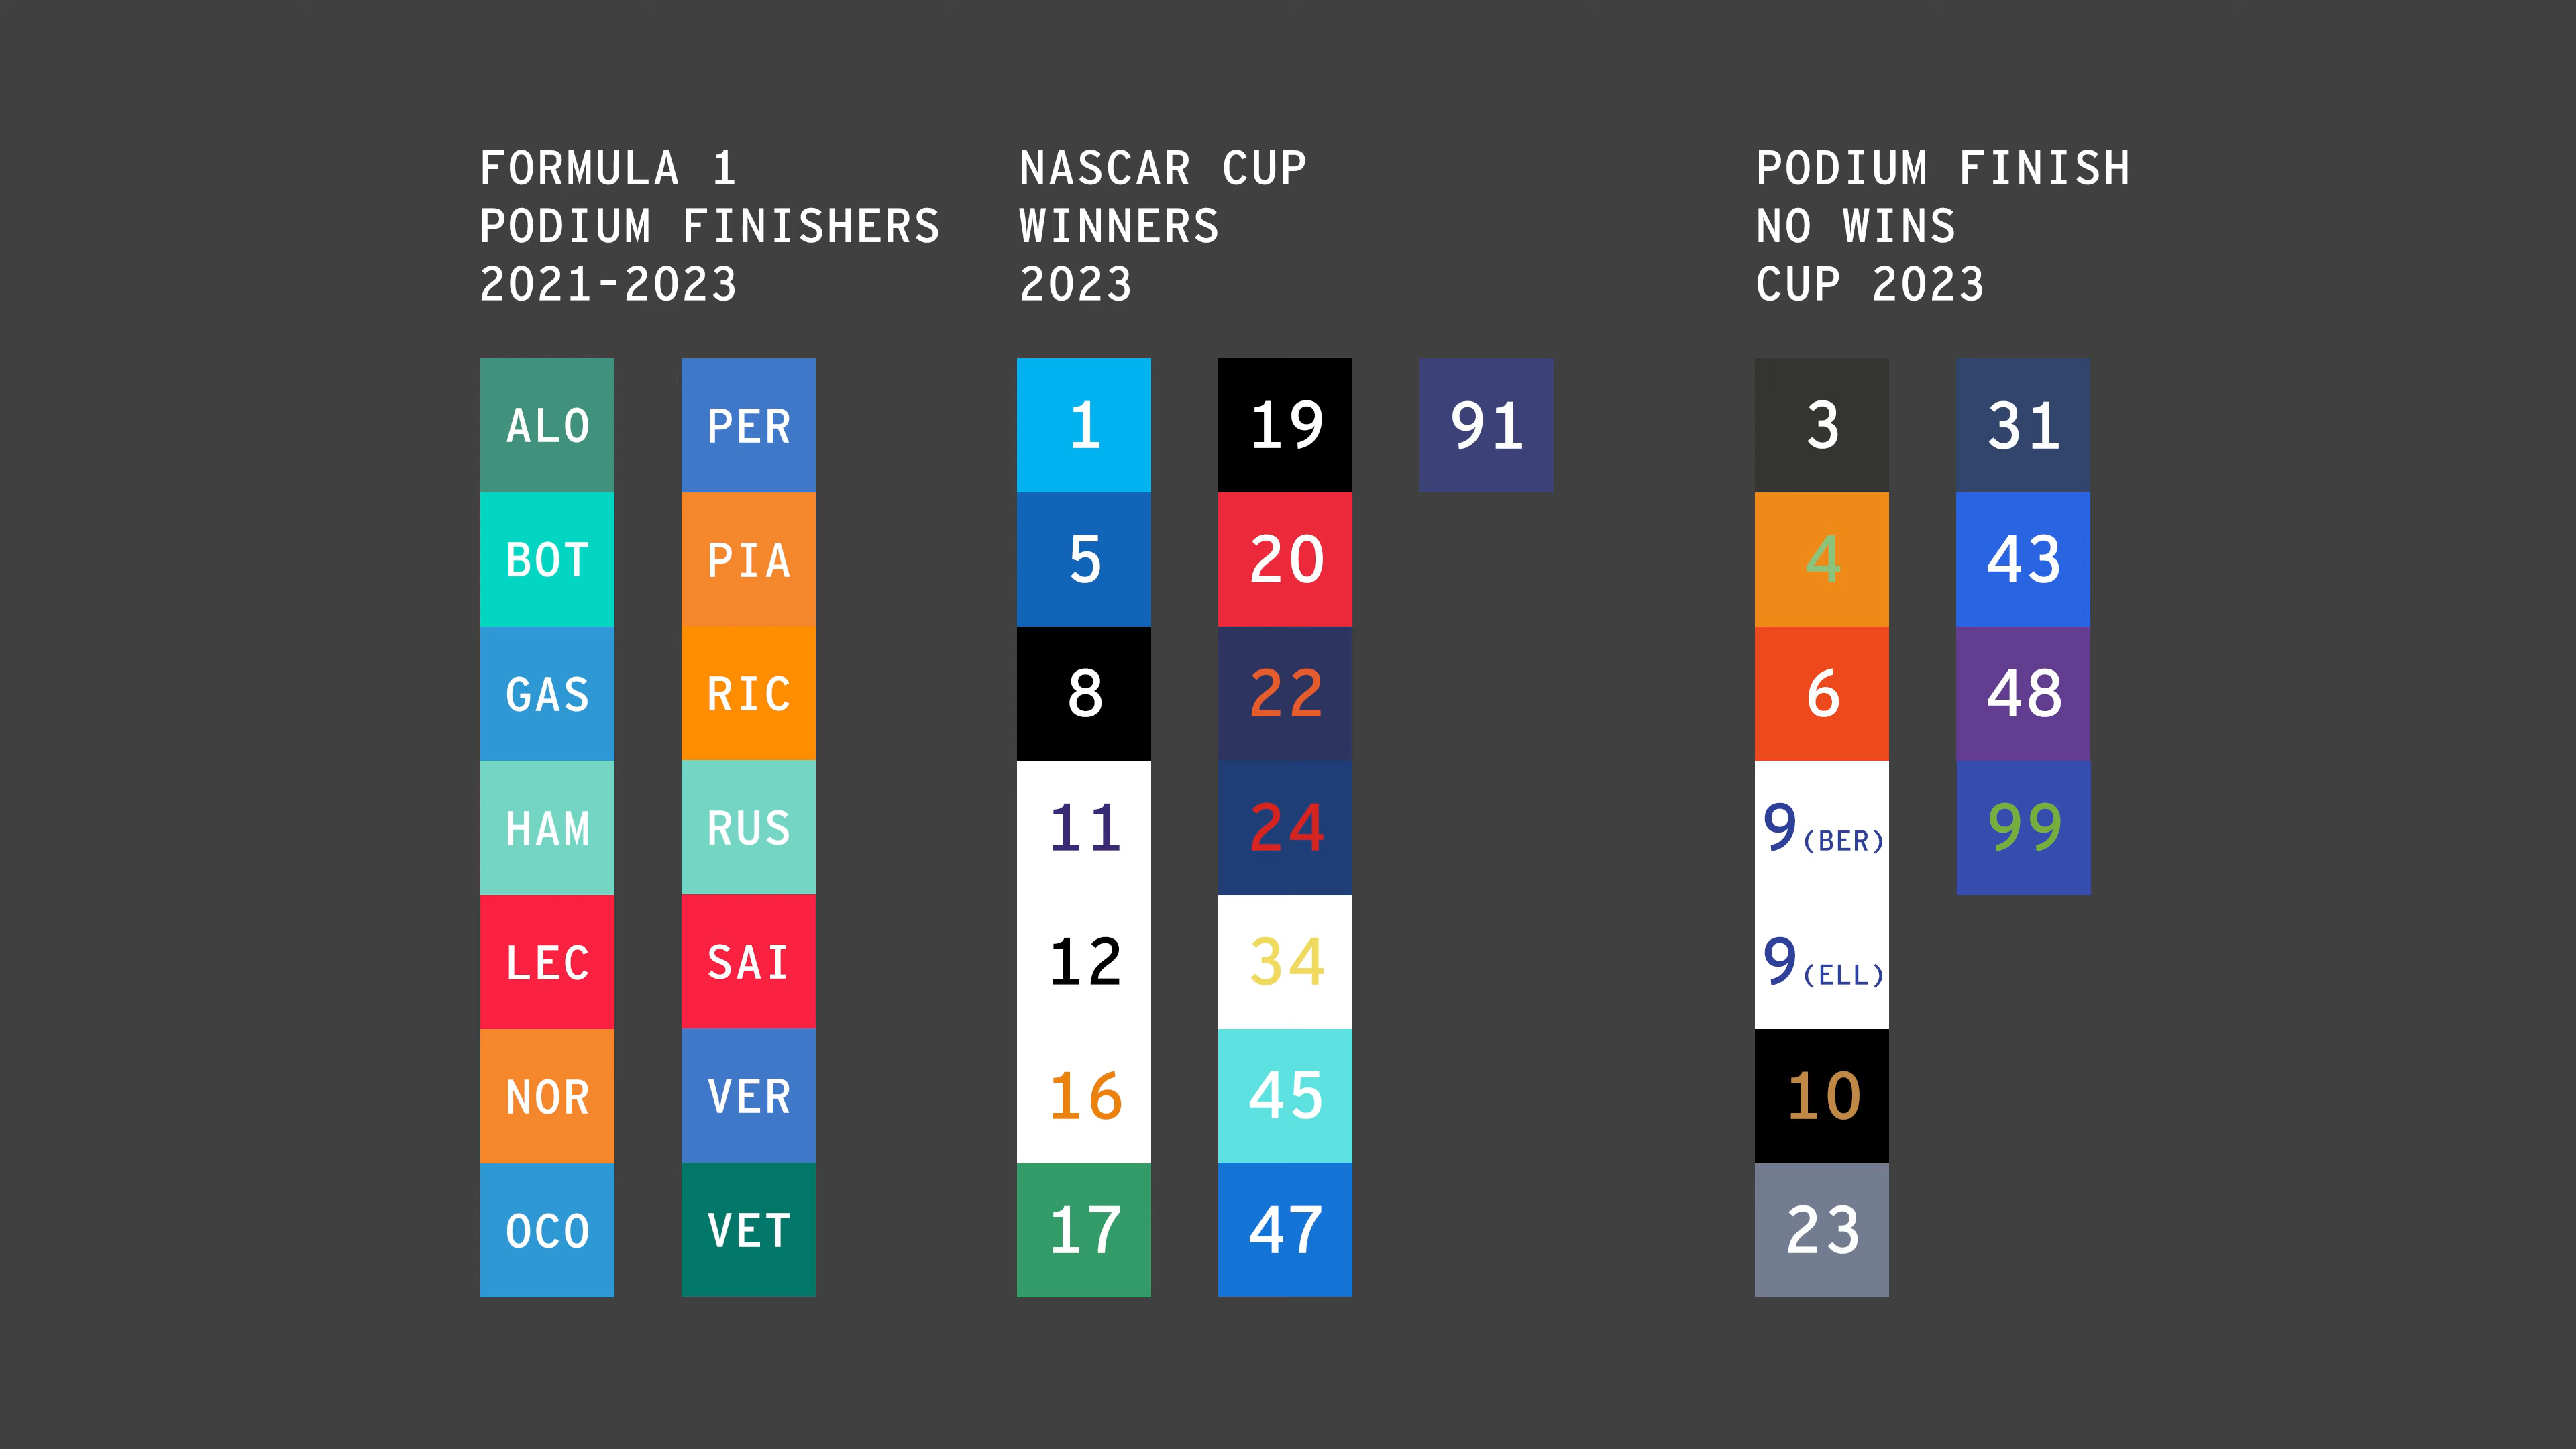 FORMULA 1
PODIUM FINISHERS
2021-2023
ALO
BOT
GAS
HAM
LEC
NOR
OCO
PER
PIA
RIC
RUS
SAI
VER
VET
NASCAR CUP
WINNERS
2023
1
5
8
11
12
16
17
19
20
22
24
34
45
47
91
PODIUM FINISH
NO WINS
CUP 2023
3
4
6
9(BER)
9(ELL)
10
23
31
43
48
99